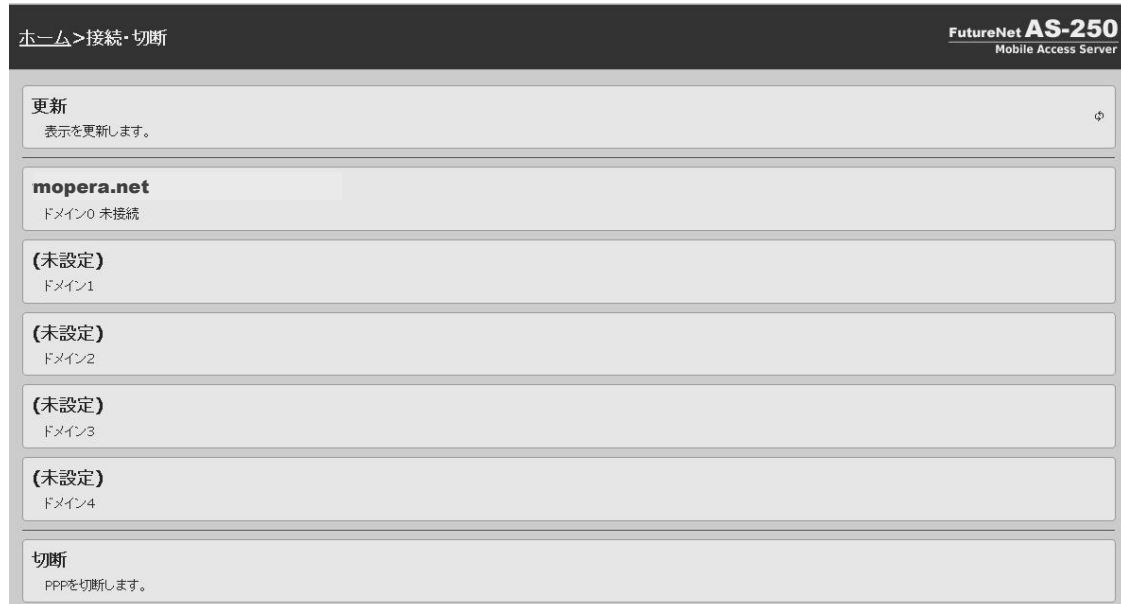 ホーム>接続・切断
FutureNet AS-250
Mobile Access Server
更新
表示を更新します。
mopera.net
ドメイン0 未接続
(未設定)
ドメイン1
(未設定)
ドメイン2
(未設定)
ドメイン3
(未設定)
ドメイン4
切断
PPPを切断します。